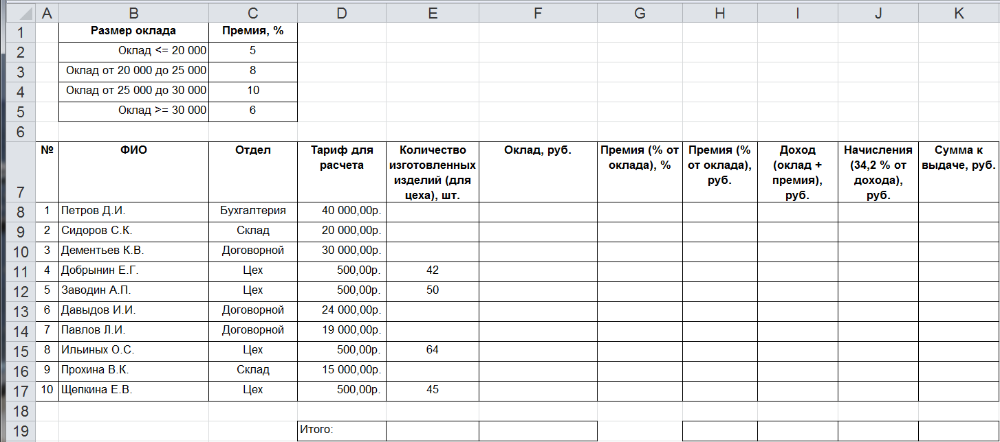 A B C D E F G H I J K
1 Размер оклада Премия, %
2 Оклад <= 20 000 5
3 Оклад от 20 000 до 25 000 8
4 Оклад от 25 000 до 30 000 10
5 Оклад >= 30 000 6
6
№ ФИО Отдел Тариф для Количество Оклад, руб. Премия (% от Премия (% Доход Начисления Сумма к
расчета изготовленных оклада), % от оклада), (оклад + (34,2 % от выдаче, руб.
изделий (для руб. премия), дохода),
7 цеха), шт. руб. руб.
8 1 Петров Д.И. Бухгалтерия 40 000,00р.
9 2 Сидоров С.К. Склад 20 000,00р.
10 3 Дементьев К.В. Договорной 30 000,00р.
11 4 Добрынин Е.Г. Цех 500,00р. 42
12 5 Заводин А.П. Цех 500,00р. 50
13 6 Давыдов И.И. Договорной 24 000,00р.
14 7 Павлов Л.И. Договорной 19 000,00р.
15 8 Ильиных О.С. Цех 500,00р. 64
16 9 Прохина В.К. Склад 15 000,00р.
17 10 Щепкина Е.В. Цех 500,00р. 45
18
19 Итого: